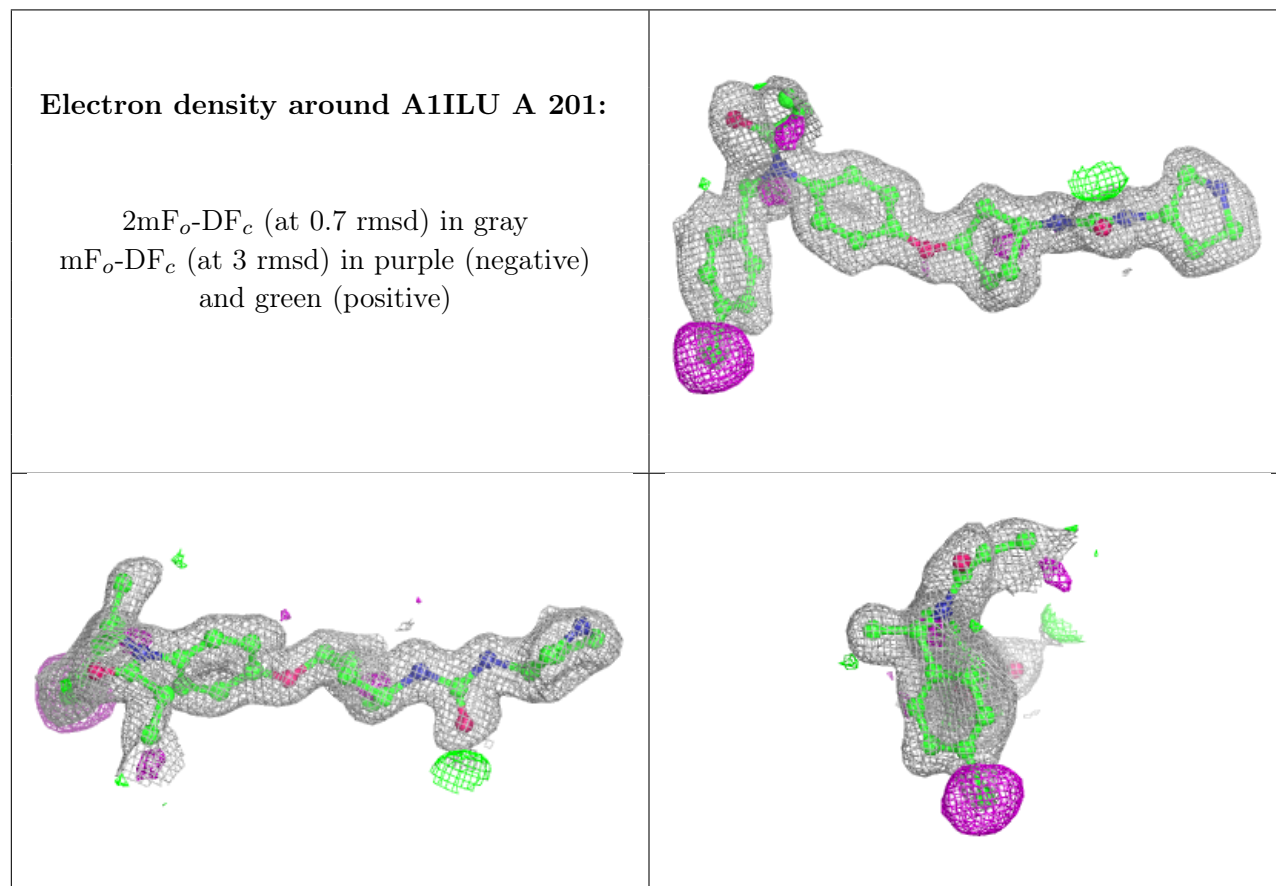 Electron density around A1ILU A 201:
2mFo-DFc (at 0.7 rmsd) in gray
mFo-DFc (at 3 rmsd) in purple (negative)
and green (positive)